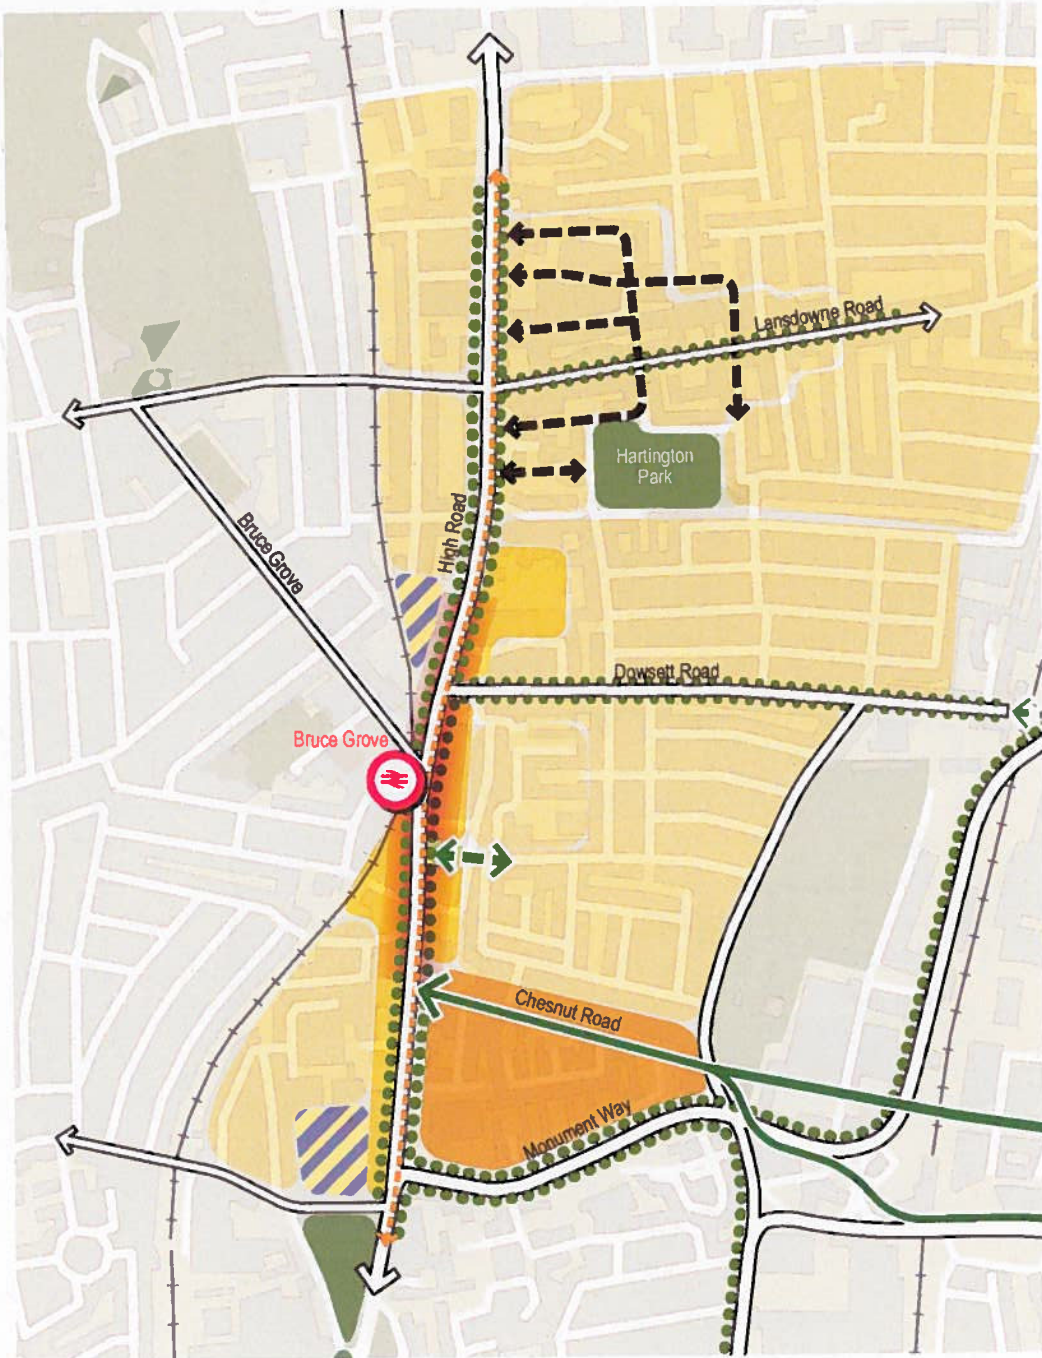 Lansdowne Road
Hartington
Park
High Road
Bruce Grove
Dowsett Road
Bruce Grove
Chesnut Road
Monument Way